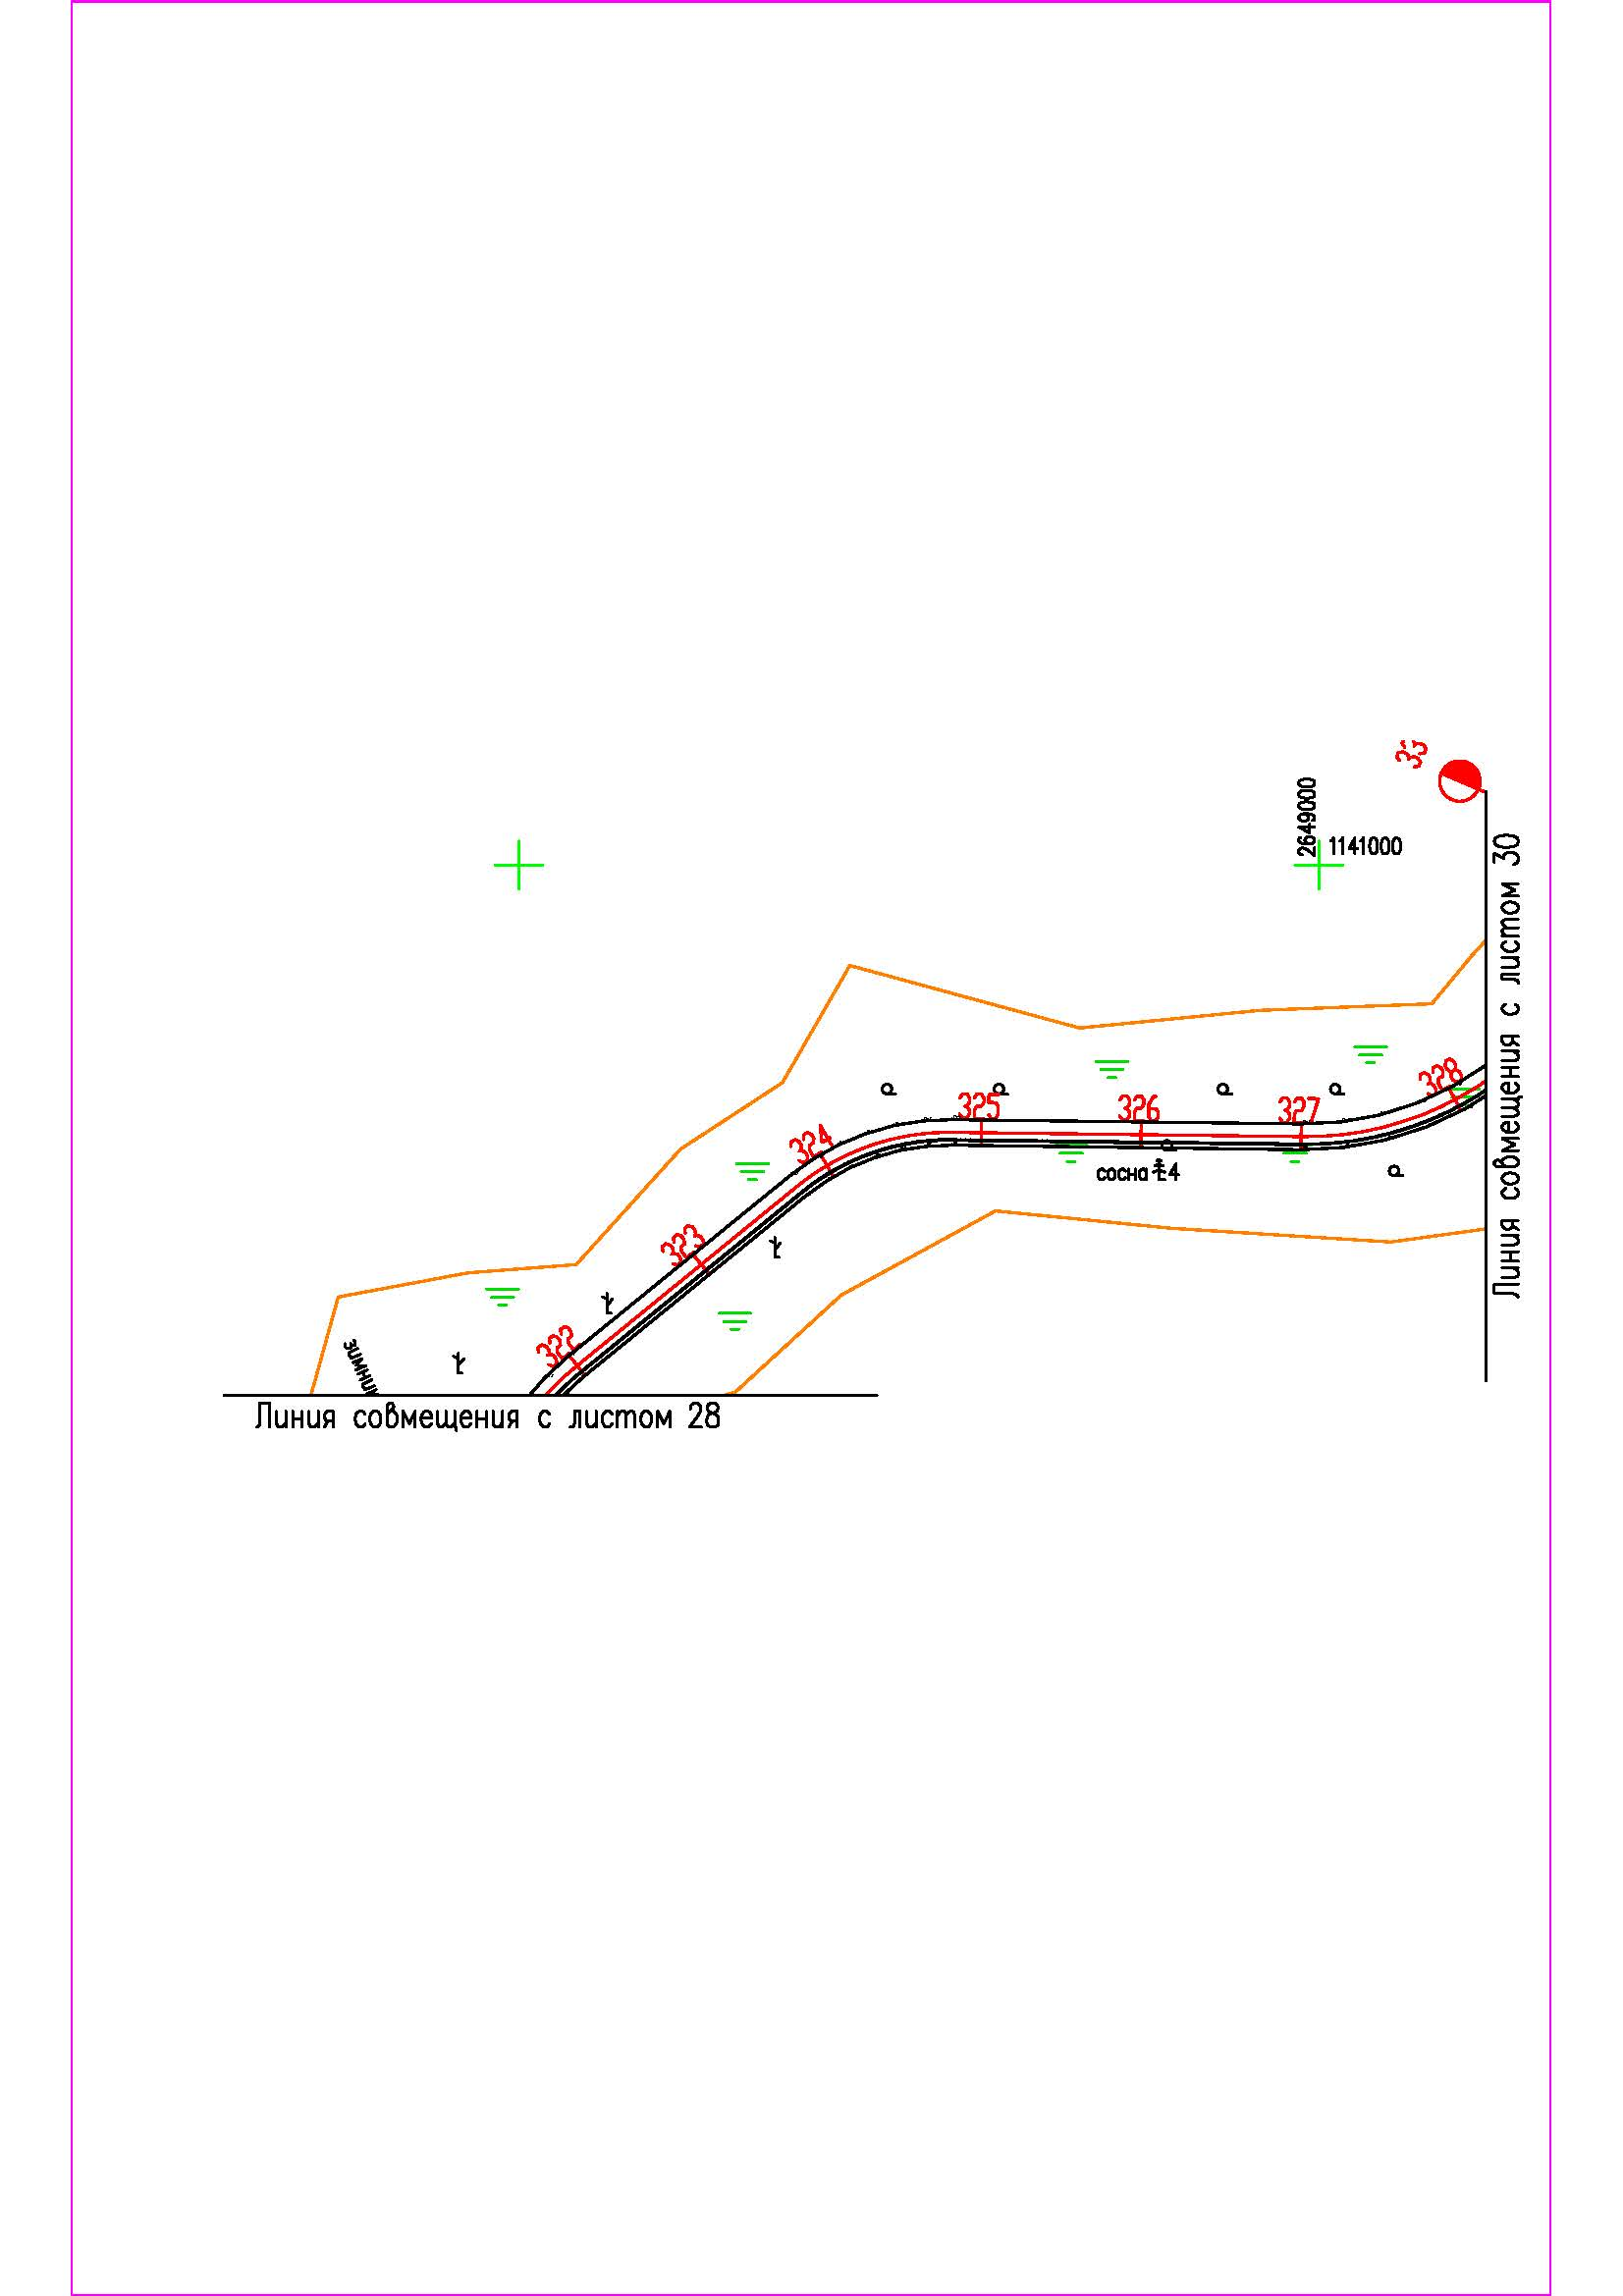 33
2649000
1141000
Линия совмещения с листом 30
328
325
326
327
324
сосна 4
323
322
зимник
Линия совмещения с листом 28